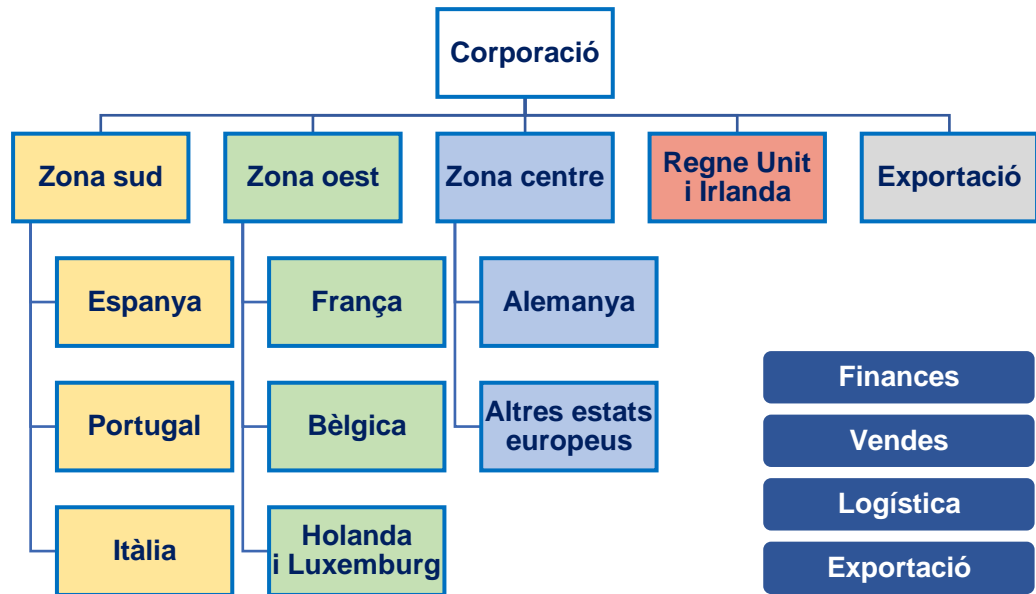 Corporació
Zona sud
Zona oest
Zona centre
Regne Unit
i Irlanda
Exportació
Espanya
França
Alemanya
Portugal
Bèlgica
Altres estats
europeus
Itàlia
Holanda
i Luxemburg
Finances
Vendes
Logística
Exportació